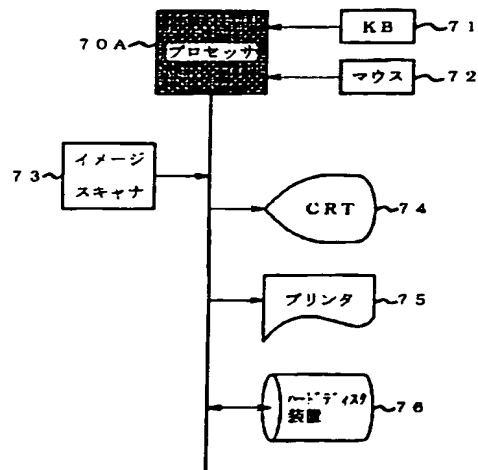 70A
プロセッサ
KB
71
マウス
72
73
イメージ
スキャナ
CRT
74
プリンタ
75
ハードディスク
装置
76